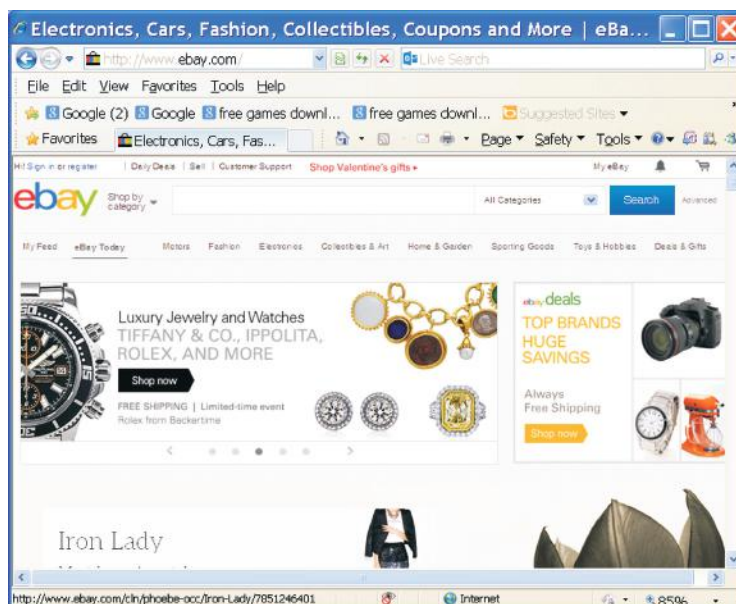 Electronics, Cars, Fashion, Collectibles, Coupons and More | eBa...
http://www.ebay.com/
Live Search
File Edit View Favorites Tools Help
Google (2) Google free games downl... free games downl... Suggested Sites
Favorites Electronics, Cars, Fas... Page Safety Tools
Hi! Sign in or register | Daily Deals | Sell | Customer Support Shop Valentine's gifts My eBay
ebay Shop by category All Categories Search Advanced
My Feed eBay Today Motors Fashion Electronics Collectibles & Art Home & Garden Sporting Goods Toys & Hobbies Deals & Gifts
Luxury Jewelry and Watches
TIFFANY & CO., IPPOLITA,
ROLEX, AND MORE
Shop now
FREE SHIPPING | Limited-time event
Rolex from Beckertime
ebay deals
TOP BRANDS
HUGE
SAVINGS
Always
Free Shipping
Shop now
Iron Lady
http://www.ebay.com/cln/phoebe-occ/Iron-Lady/7851246401 Internet 85%